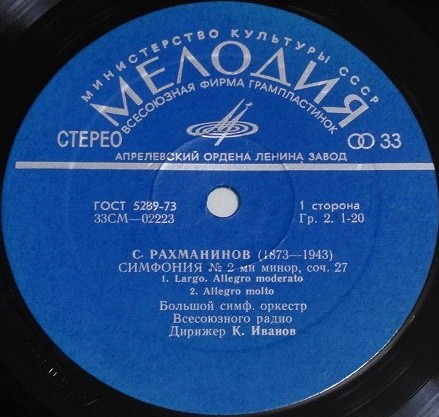 МИНИСТЕРСТВО КУЛЬТУРЫ СССР
МЕЛОДИЯ
ВСЕСОЮЗНАЯ ФИРМА ГРАМПЛАСТИНОК
СТЕРЕО
33
АПРЕЛЕВСКИЙ ОРДЕНА ЛЕНИНА ЗАВОД
ГОСТ 5289-73
33СМ—02223
1 сторона
Гр. 2. 1-20
С. РАХМАНИНОВ (1873—1943)
СИМФОНИЯ № 2 ми минор, соч. 27
1. Largo. Allegro moderato
2. Allegro molto
Большой симф. оркестр
Всесоюзного радио
Дирижер К. Иванов